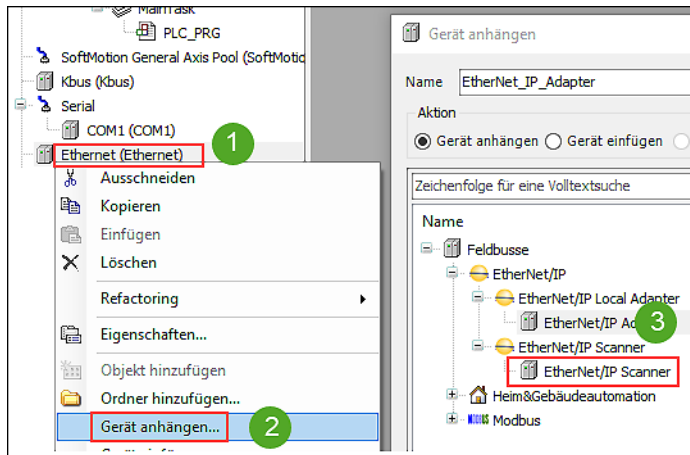 MainTask
PLC_PRG
SoftMotion General Axis Pool (SoftMotio
Kbus (Kbus)
Serial
COM1 (COM1)
Ethernet (Ethernet)
1
Ausschneiden
Kopieren
Einfügen
Löschen
Refactoring
Eigenschaften...
Objekt hinzufügen
Ordner hinzufügen...
Gerät anhängen...
2
Gerät anhängen
Name EtherNet_IP_Adapter
Aktion
Gerät anhängen Gerät einfügen
Zeichenfolge für eine Volltextsuche
Name
Feldbusse
EtherNet/IP
EtherNet/IP Local Adapter
EtherNet/IP Ad
3
EtherNet/IP Scanner
EtherNet/IP Scanner
Heim&Gebäudeautomation
MODBUS Modbus